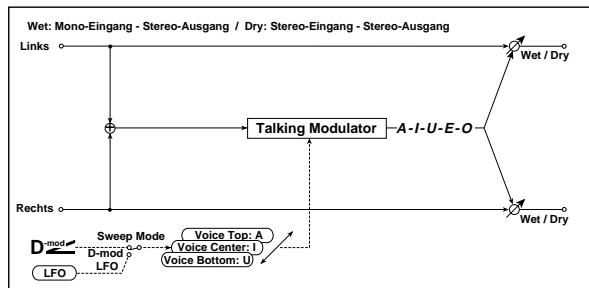 Wet: Mono-Eingang - Stereo-Ausgang / Dry: Stereo-Eingang - Stereo-Ausgang
Links
Wet / Dry
Talking Modulator
A-I-U-E-O
Rechts
Wet / Dry
Sweep Mode
D-mod
D-mod
LFO
LFO
Voice Top: A
Voice Center: I
Voice Bottom: U